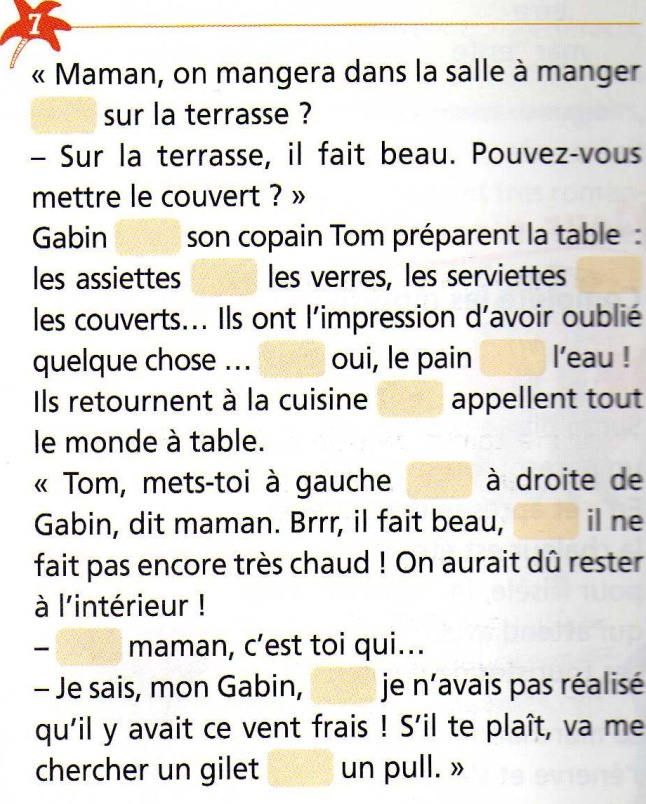 7
« Maman, on mangera dans la salle à manger
sur la terrasse ?
– Sur la terrasse, il fait beau. Pouvez-vous
mettre le couvert ? »
Gabin son copain Tom préparent la table :
les assiettes les verres, les serviettes
les couverts... Ils ont l'impression d'avoir oublié
quelque chose ... oui, le pain l'eau !
Ils retournent à la cuisine appellent tout
le monde à table.
« Tom, mets-toi à gauche à droite de
Gabin, dit maman. Brrr, il fait beau, il ne
fait pas encore très chaud ! On aurait dû rester
à l'intérieur !
– maman, c'est toi qui...
– Je sais, mon Gabin, je n'avais pas réalisé
qu'il y avait ce vent frais ! S'il te plaît, va me
chercher un gilet un pull. »